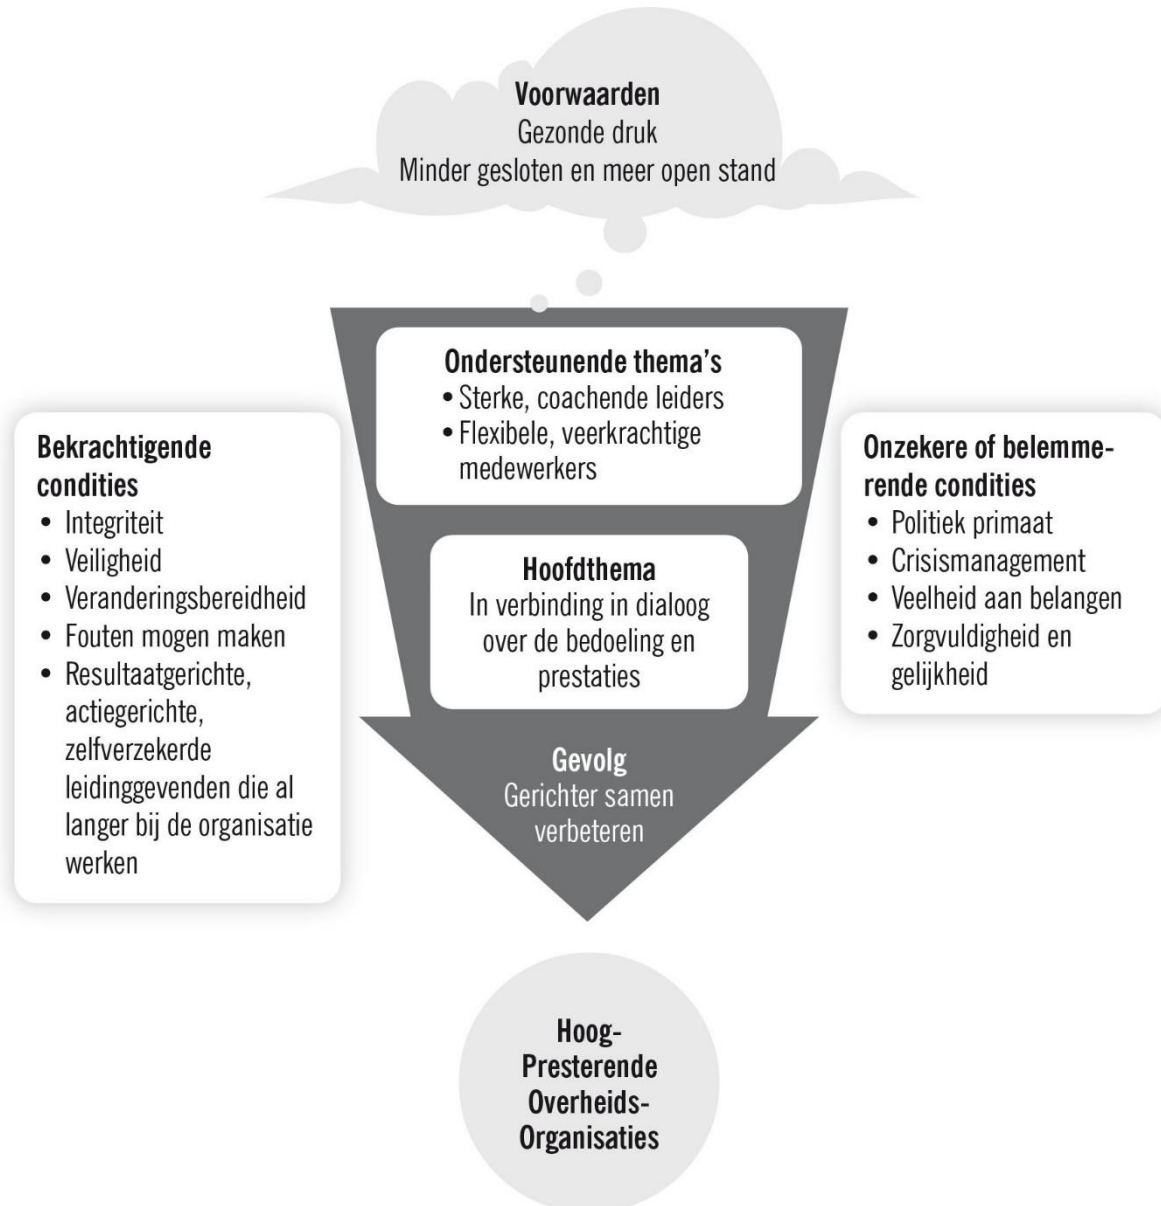 Voorwaarden
Gezonde druk
Minder gesloten en meer open stand
Ondersteunende thema's
• Sterke, coachende leiders
• Flexibele, veerkrachtige
medewerkers
Bekrachtigende
condities
• Integriteit
• Veiligheid
• Veranderingsbereidheid
• Fouten mogen maken
• Resultaatgerichte,
actiegerichte,
zelfverzekerde
leidinggevenden die al
langer bij de organisatie
werken
Hoofdthema
In verbinding in dialoog
over de bedoeling en
prestaties
Onzekere of belemme-
rende condities
• Politiek primaat
• Crisismanagement
• Veelheid aan belangen
• Zorgvuldigheid en
gelijkheid
Gevolg
Gerichter samen
verbeteren
Hoog-
Presterende
Overheids-
Organisaties